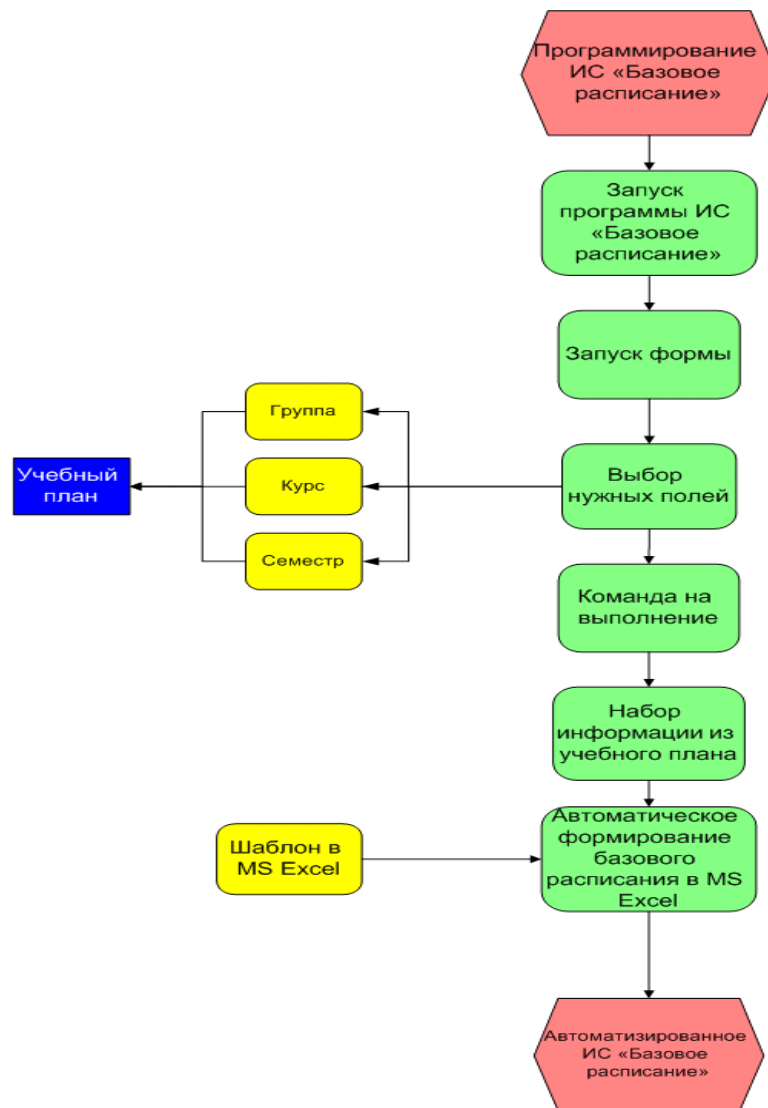 Программирование
ИС «Базовое
расписание»
Запуск
программы ИС
«Базовое
расписание»
Запуск формы
Группа
Учебный
план
Курс
Выбор
нужных полей
Семестр
Команда на
выполнение
Набор
информации из
учебного плана
Шаблон в
MS Excel
Автоматическое
формирование
базового
расписания в MS
Excel
Автоматизированное
ИС «Базовое
расписание»